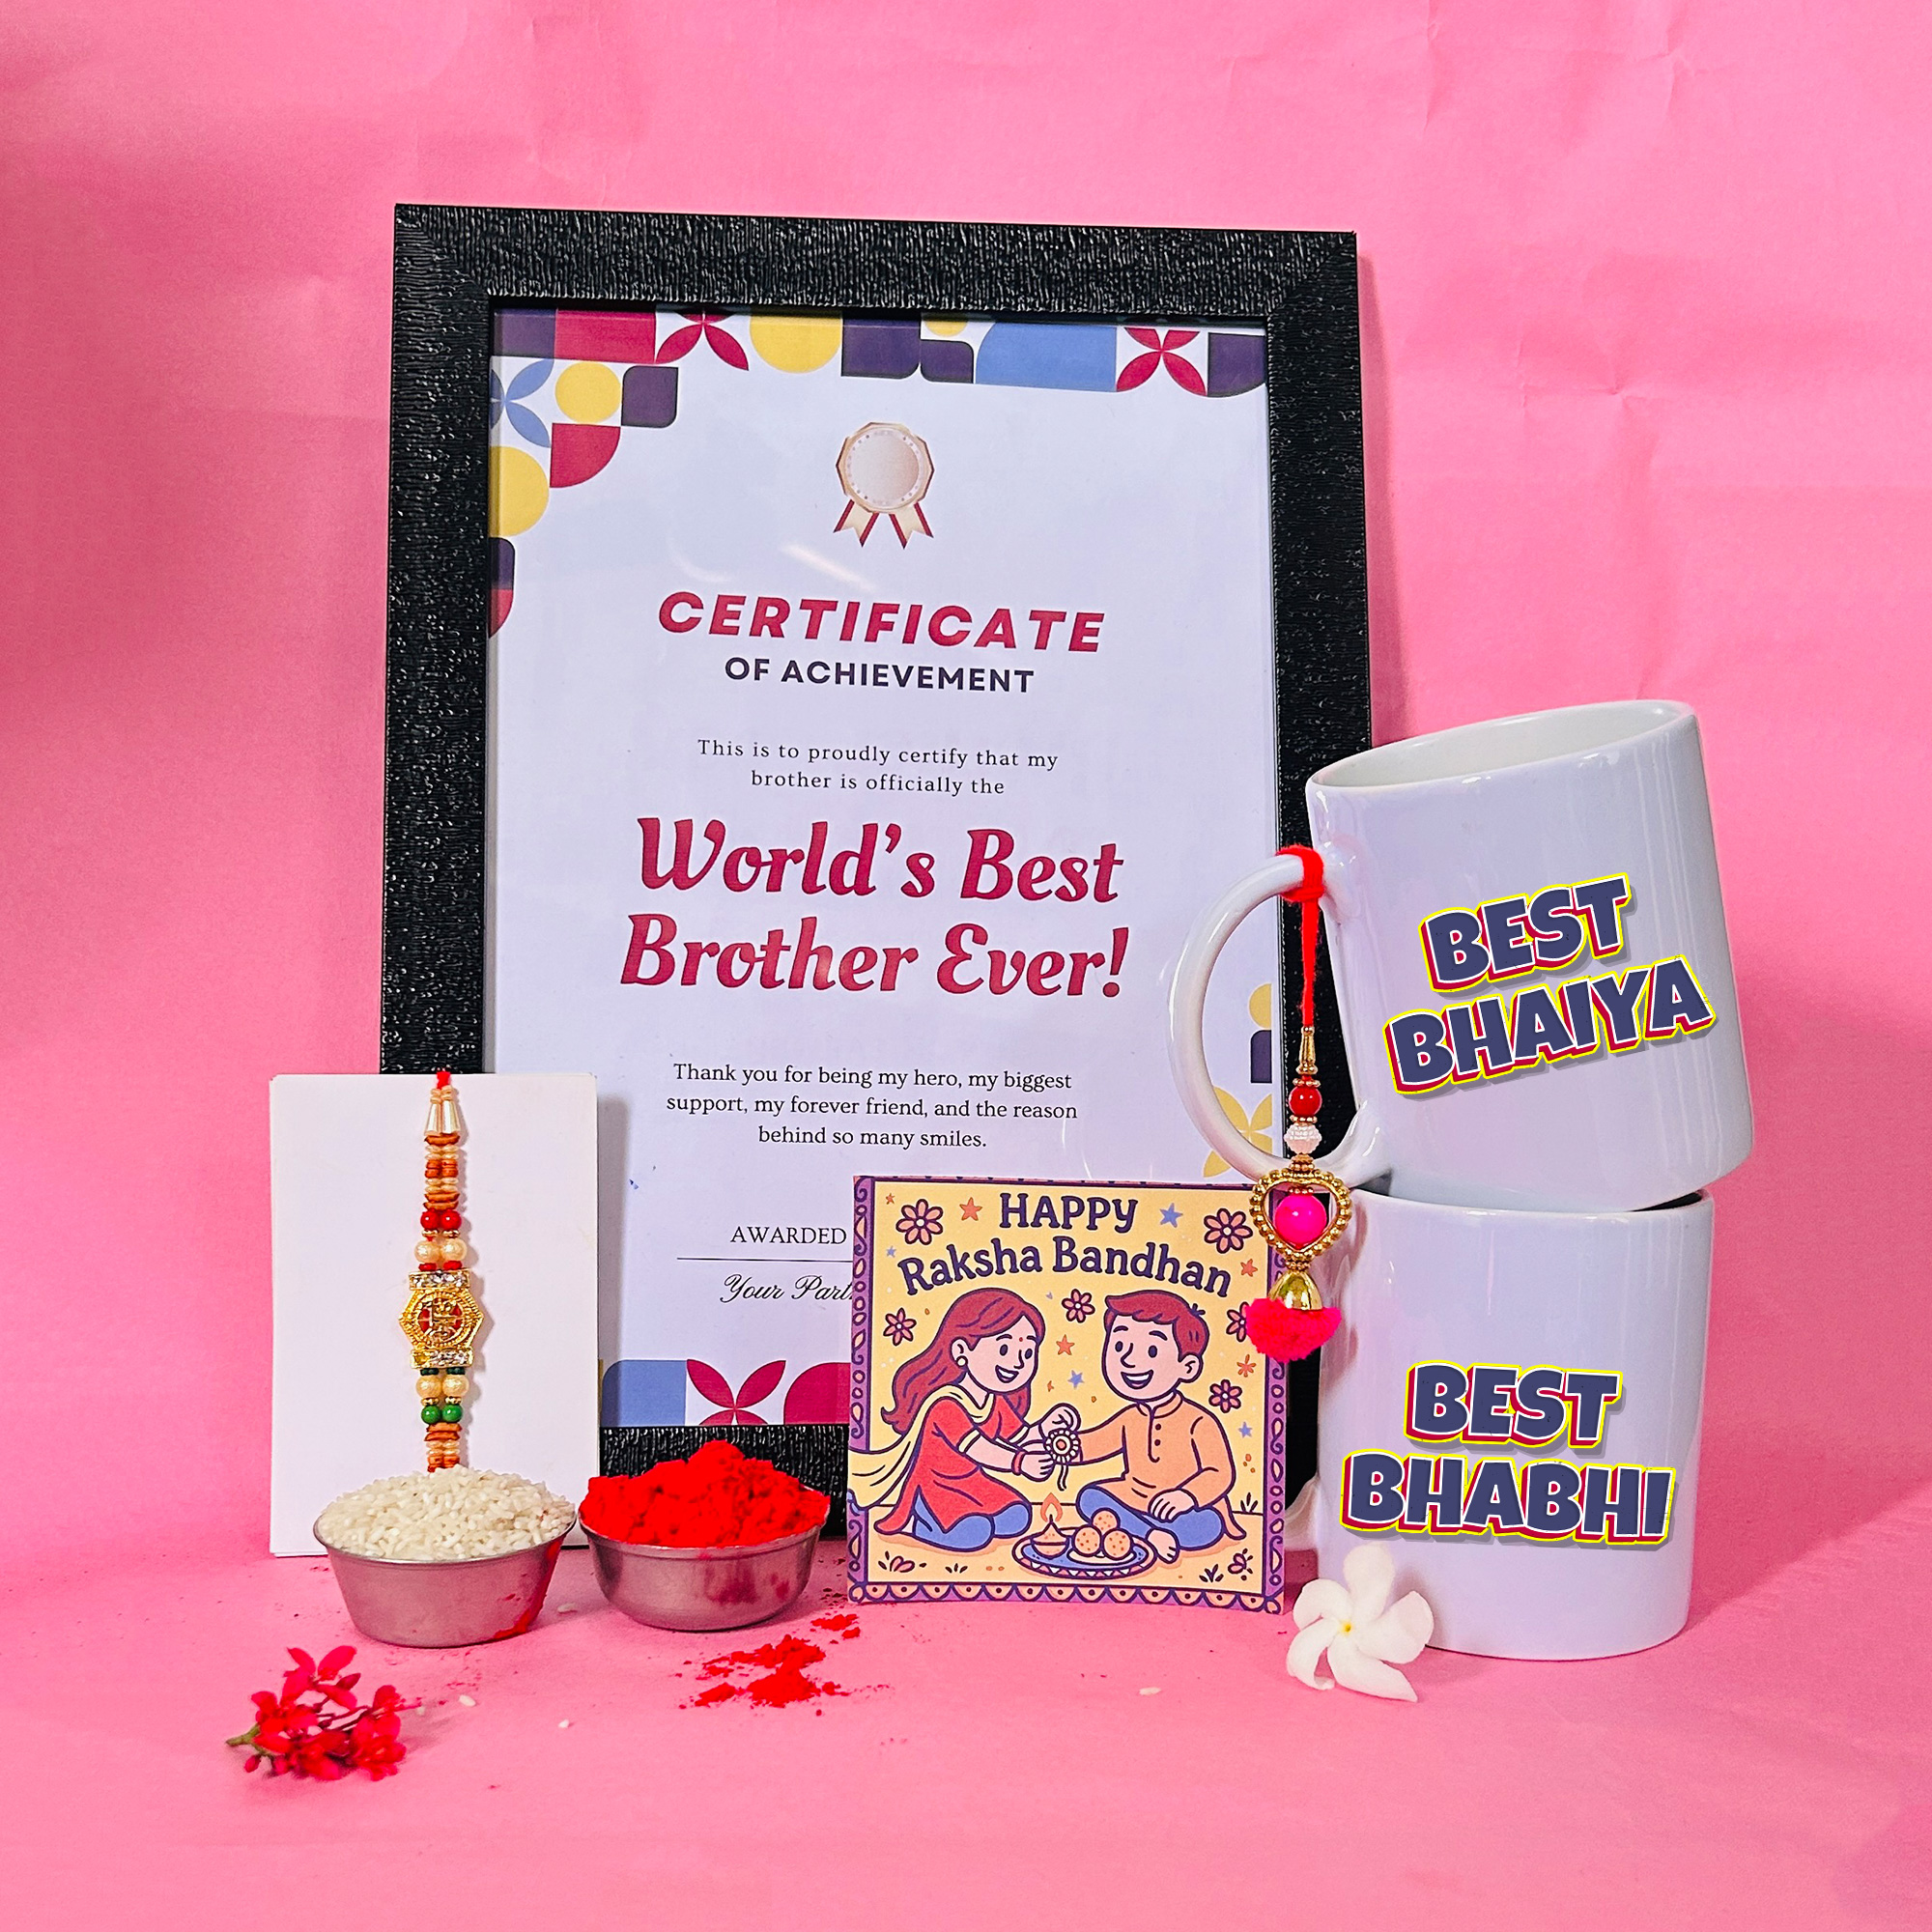 CERTIFICATE
OF ACHIEVEMENT
This is to proudly certify that my
brother is officially the
World's Best
Brother Ever!
Thank you for being my hero, my biggest
support, my forever friend, and the reason
behind so many smiles.
AWARDED
Your
HAPPY
Raksha Bandhan
BEST
BHAIYA
BEST
BHABHI